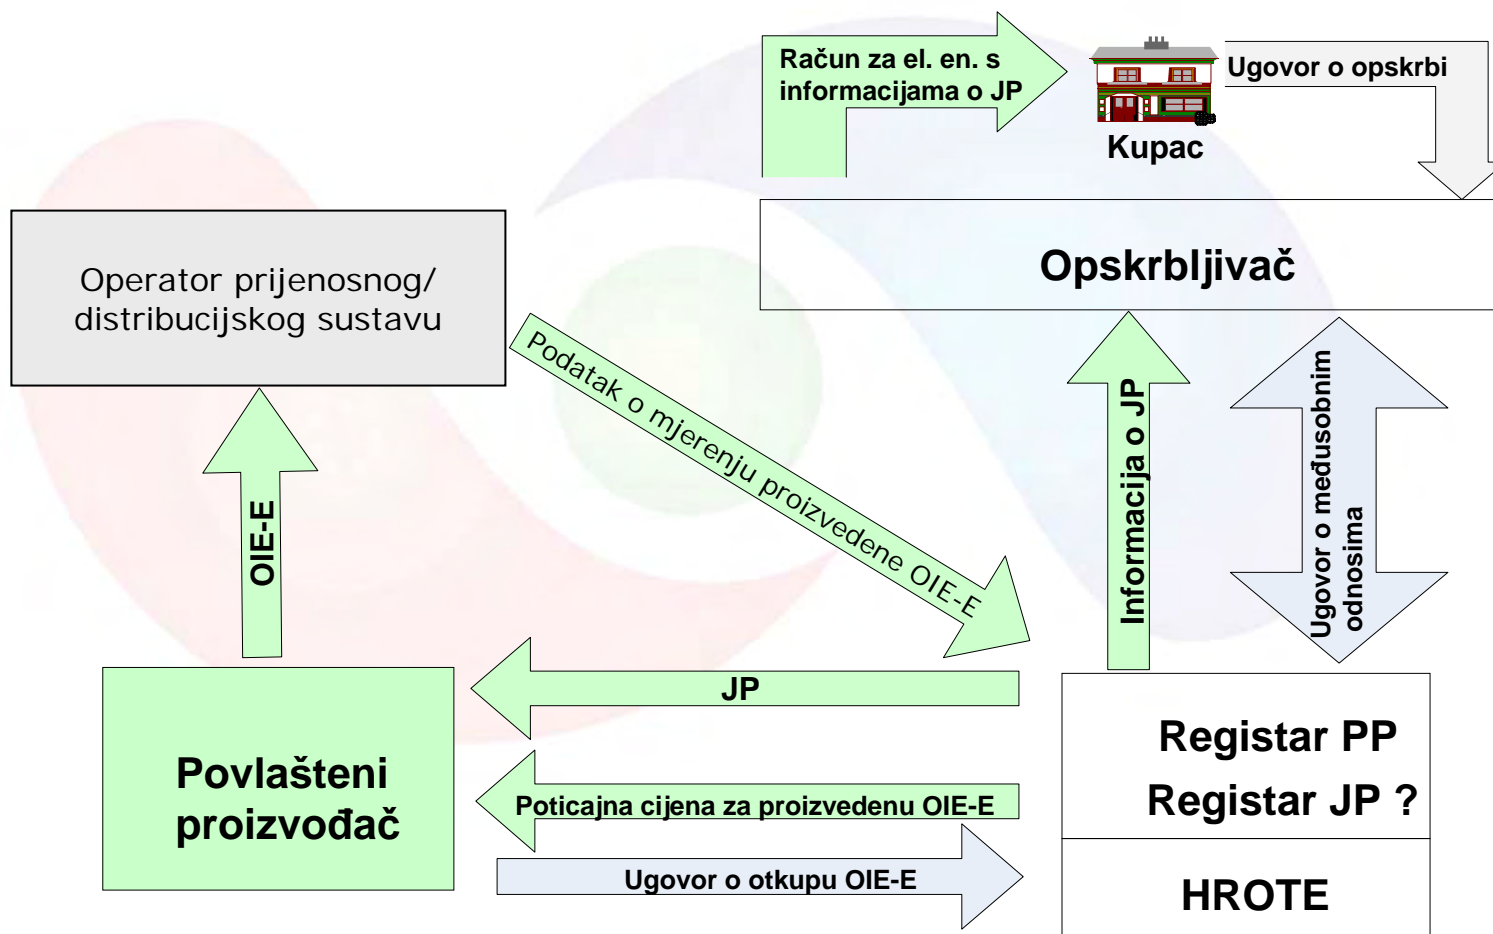 Račun za el. en. s
informacijama o JP
Ugovor o opskrbi
Kupac
Opskrbljivač
Operator prijenosnog/
distribucijskog sustavu
Podatak o mjerenju proizvedene OIE-E
OIE-E
Informacija o JP
Ugovor o međusobnim
odnosima
JP
Povlašteni
proizvođač
Poticajna cijena za proizvedenu OIE-E
Ugovor o otkupu OIE-E
Registar PP
Registar JP ?
HROTE